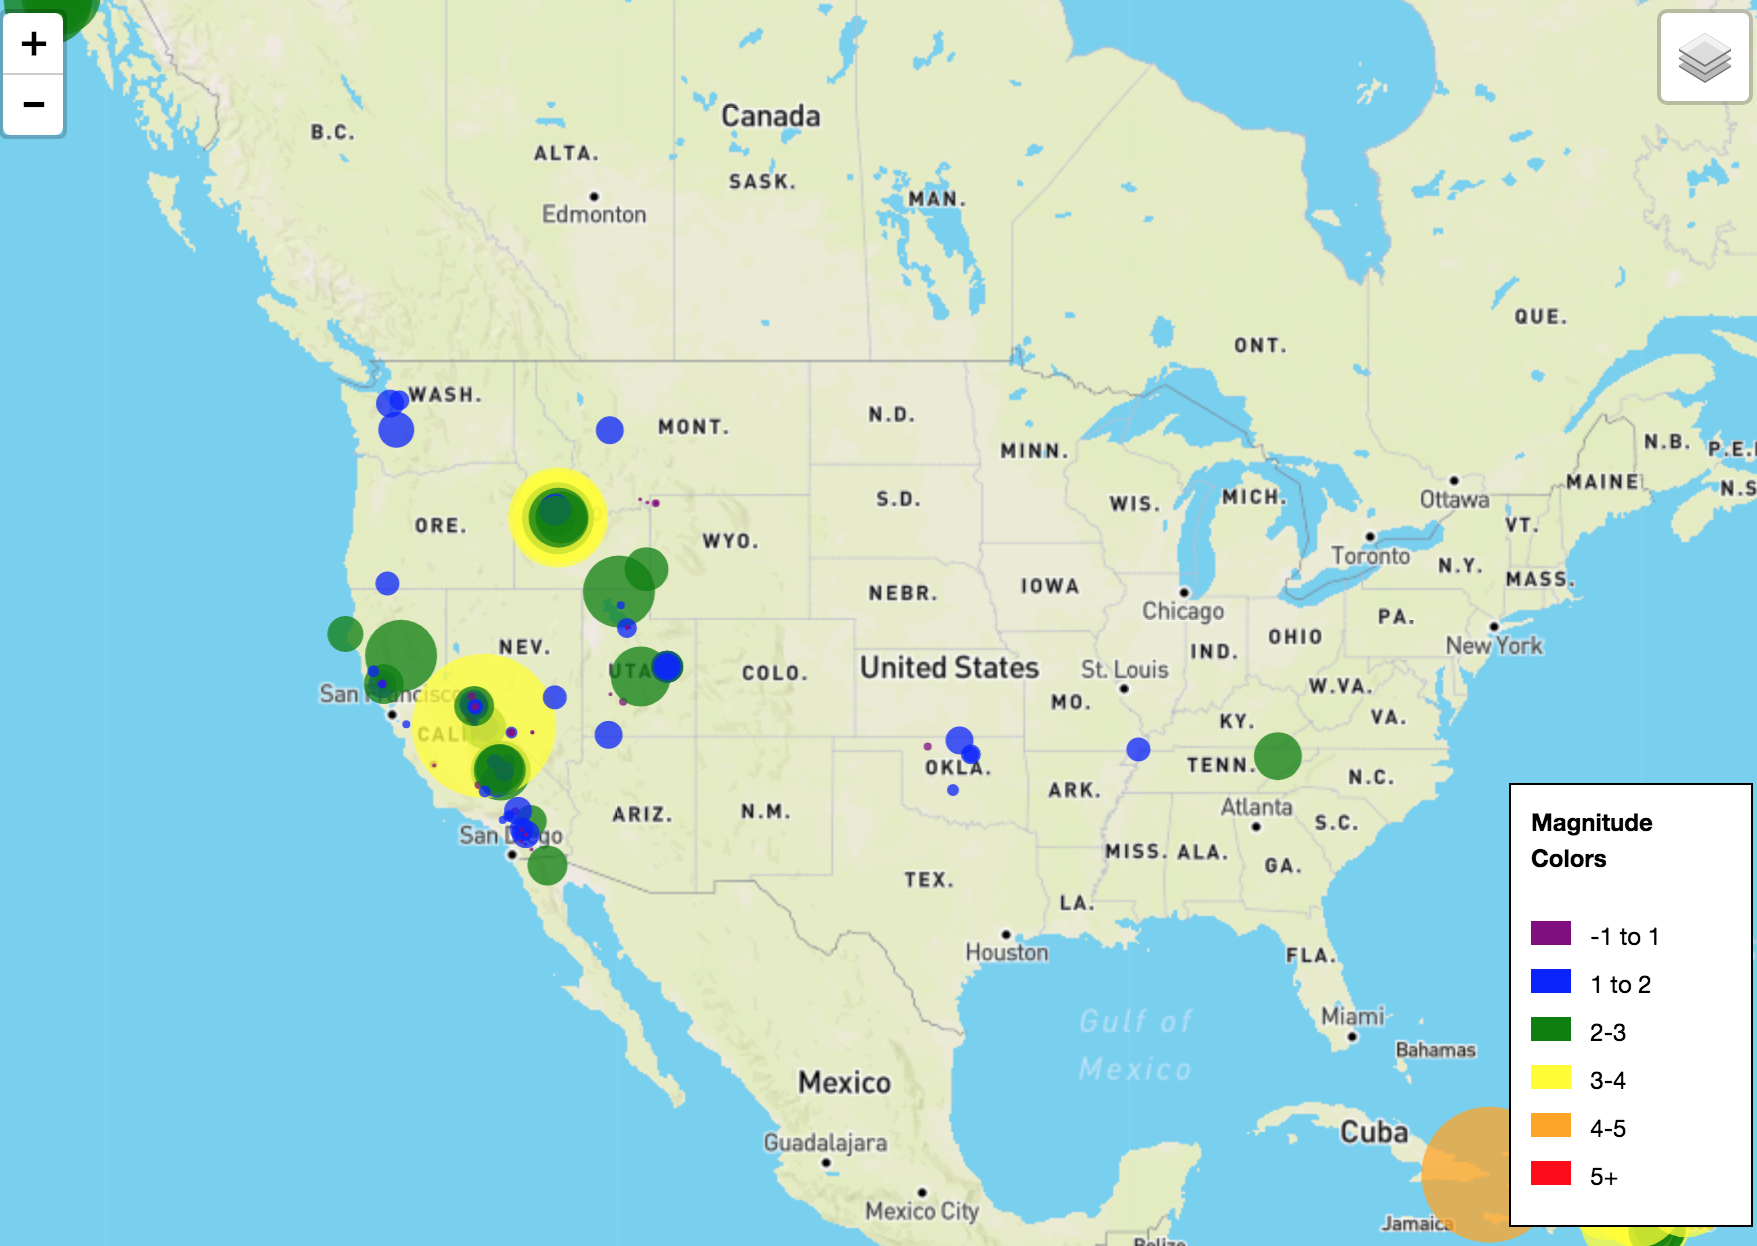 +
−
Canada
B.C.
ALTA.
SASK.
MAN.
Edmonton
QUE.
ONT.
WASH.
MONT.
N.D.
MINN.
N.B.
P.E.I
MAINE
Ottawa
N.S
S.D.
WIS.
MICH.
ORE.
VT.
WYO.
Toronto
N.Y.
MASS.
NEBR.
IOWA
Chicago
PA.
New York
OHIO
NEV.
IND.
UTA
COLO.
United States
St. Louis
W.VA.
San Francisco
MO.
KY.
VA.
CALI
OKLA.
TENN.
N.C.
ARK.
Atlanta
ARIZ.
N.M.
S.C.
San D go
MISS.
ALA.
GA.
TEX.
LA.
Houston
FLA.
Miami
Gulf of
Mexico
Bahamas
Mexico
Cuba
Guadalajara
Mexico City
Jamaica
Belize
Magnitude
Colors
-1 to 1
1 to 2
2-3
3-4
4-5
5+